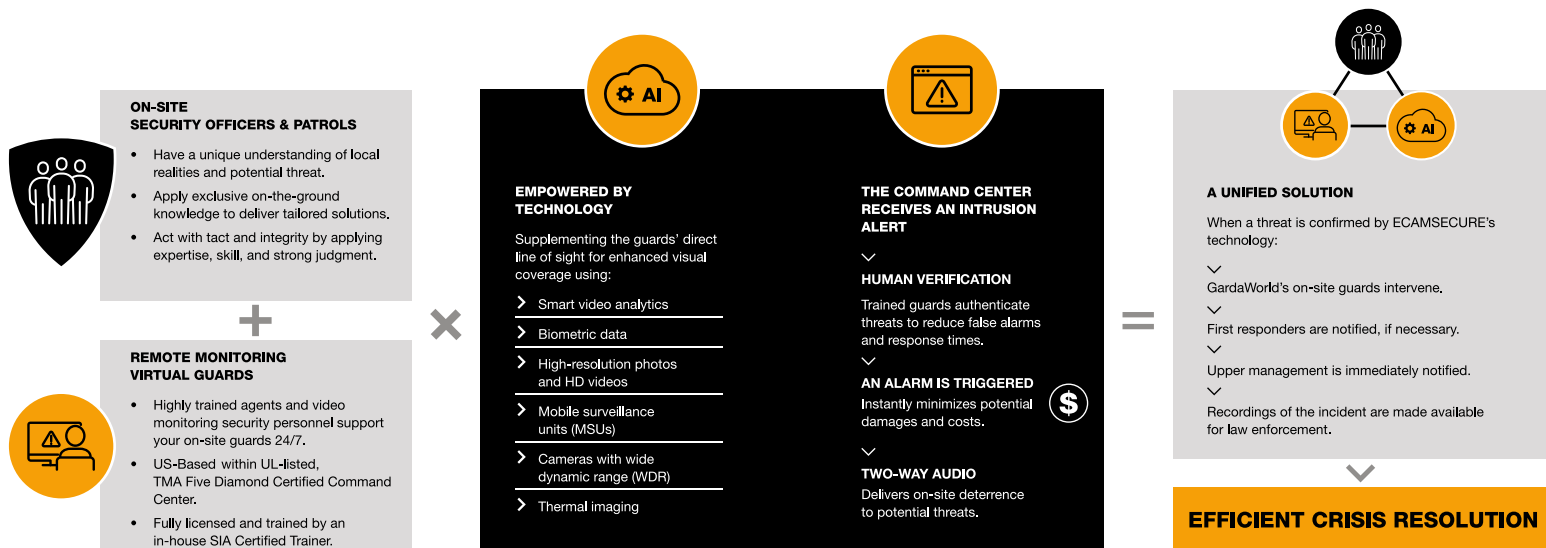 ON-SITE
SECURITY OFFICERS & PATROLS
• Have a unique understanding of local
realities and potential threat.
• Apply exclusive on-the-ground
knowledge to deliver tailored solutions.
• Act with tact and integrity by applying
expertise, skill, and strong judgment.
+
REMOTE MONITORING
VIRTUAL GUARDS
• Highly trained agents and video
monitoring security personnel support
your on-site guards 24/7.
• US-Based within UL-listed,
TMA Five Diamond Certified Command
Center.
• Fully licensed and trained by an
in-house SIA Certified Trainer.
×
AI
EMPOWERED BY
TECHNOLOGY
Supplementing the guards' direct
line of sight for enhanced visual
coverage using:
Smart video analytics
Biometric data
High-resolution photos
and HD videos
Mobile surveillance
units (MSUs)
Cameras with wide
dynamic range (WDR)
Thermal imaging
THE COMMAND CENTER
RECEIVES AN INTRUSION
ALERT
HUMAN VERIFICATION
Trained guards authenticate
threats to reduce false alarms
and response times.
AN ALARM IS TRIGGERED
Instantly minimizes potential
damages and costs.
$
TWO-WAY AUDIO
Delivers on-site deterrence
to potential threats.
=
AI
A UNIFIED SOLUTION
When a threat is confirmed by ECAMSECURE's
technology:
GardaWorld's on-site guards intervene.
First responders are notified, if necessary.
Upper management is immediately notified.
Recordings of the incident are made available
for law enforcement.
EFFICIENT CRISIS RESOLUTION